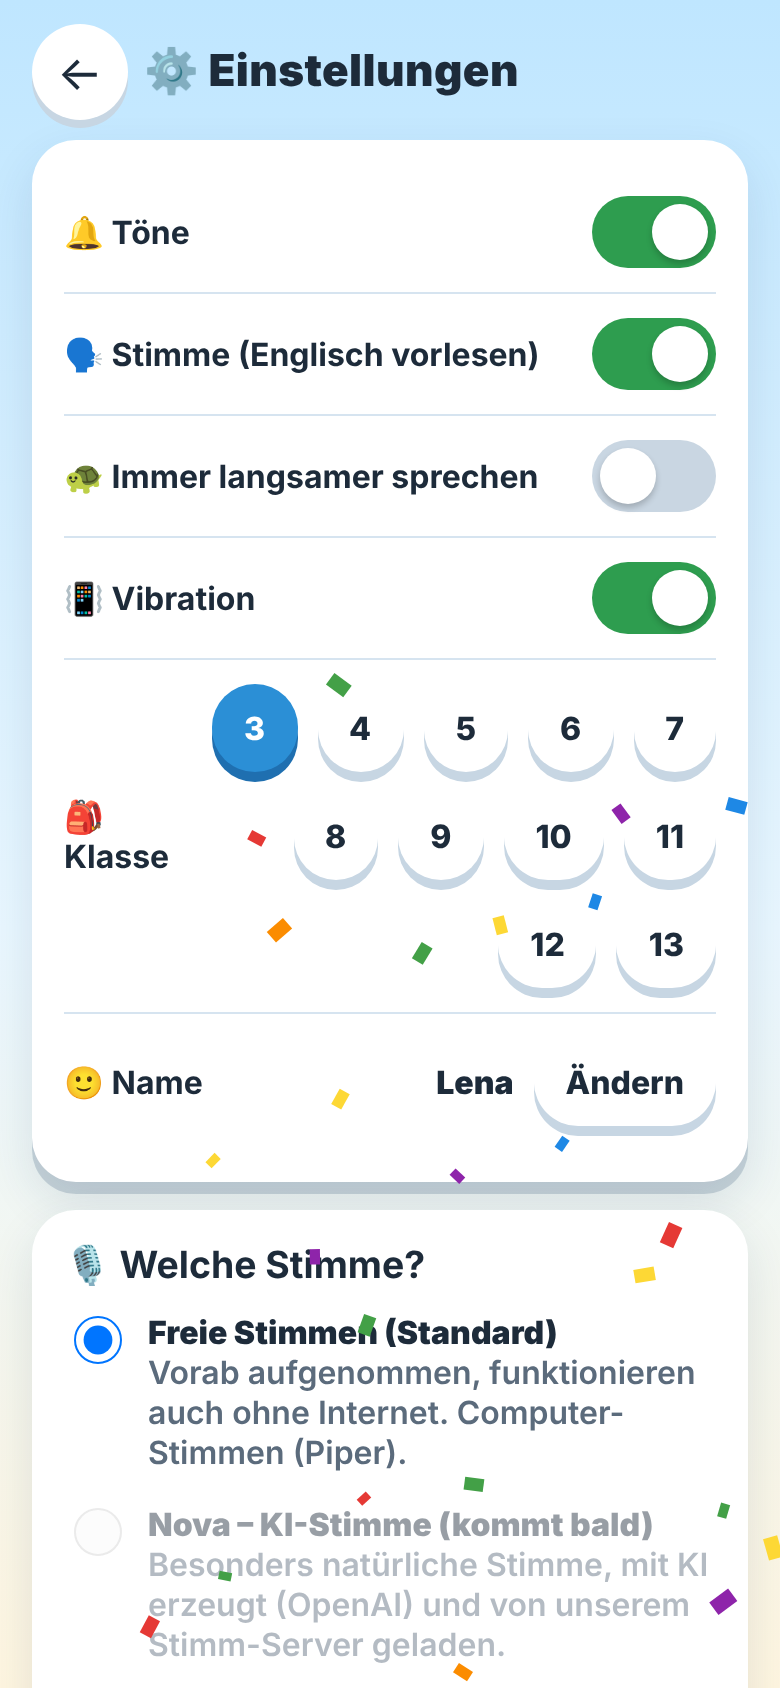 Einstellungen
Töne
Stimme (Englisch vorlesen)
Immer langsamer sprechen
Vibration
3 4 5 6 7
Klasse
8 9 10 11
12 13
Name Lena Ändern
Welche Stimme?
Freie Stimmen (Standard)
Vorab aufgenommen, funktionieren
auch ohne Internet. Computer-
Stimmen (Piper).
Nova – KI-Stimme (kommt bald)
Besonders natürliche Stimme, mit KI
erzeugt (OpenAI) und von unserem
Stimm-Server geladen.